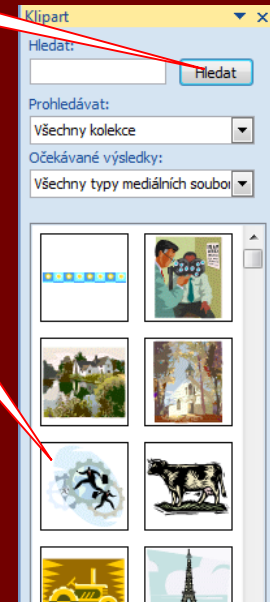 Klipart
Hledat:
Hledat
Prohledávat:
Všechny kolekce
Očekávané výsledky:
Všechny typy mediálních soubor